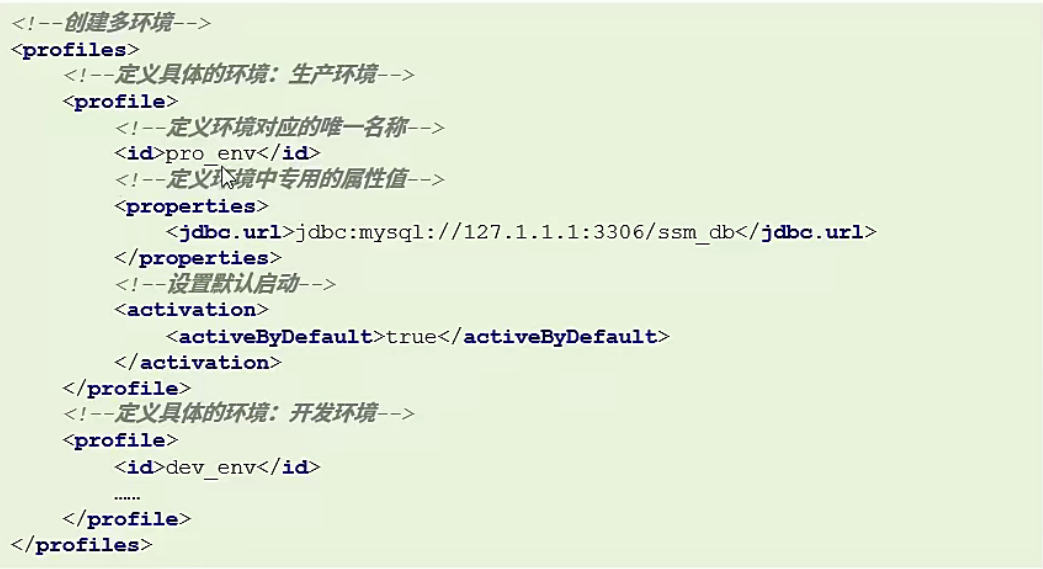 <!--创建多环境-->
<profiles>
    <!--定义具体的环境：生产环境-->
    <profile>
        <!--定义环境对应的唯一名称-->
        <id>pro_env</id>
        <!--定义环境中专用的属性值-->
        <properties>
            <jdbc.url>jdbc:mysql://127.1.1.1:3306/ssm_db</jdbc.url>
        </properties>
        <!--设置默认启动-->
        <activation>
            <activeByDefault>true</activeByDefault>
        </activation>
    </profile>
    <!--定义具体的环境：开发环境-->
    <profile>
        <id>dev_env</id>
        ……
    </profile>
</profiles>